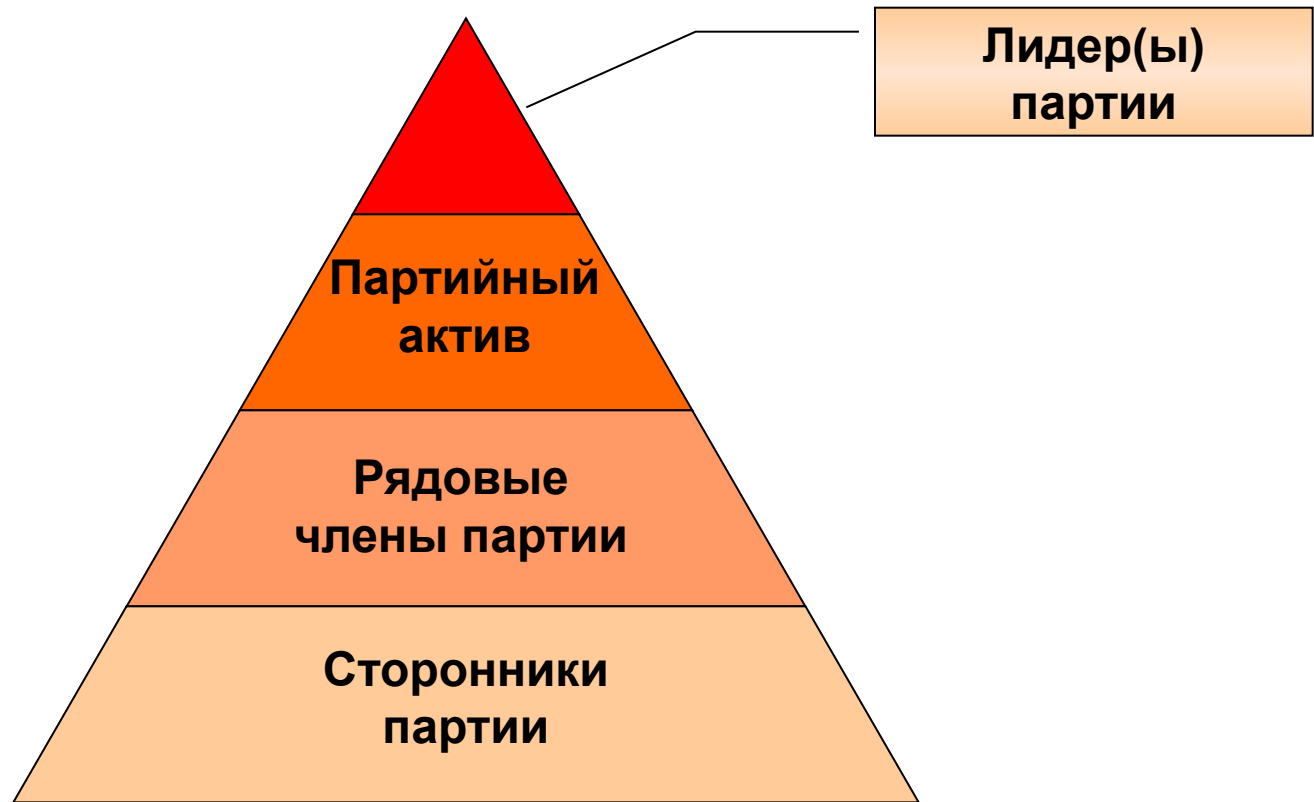 Лидер(ы)
партии
Партийный
актив
Рядовые
члены партии
Сторонники
партии